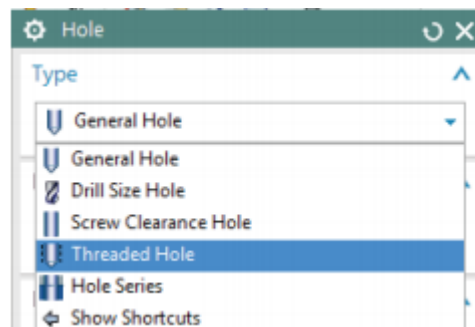 Hole
Type
General Hole
General Hole
Drill Size Hole
Screw Clearance Hole
Threaded Hole
Hole Series
Show Shortcuts